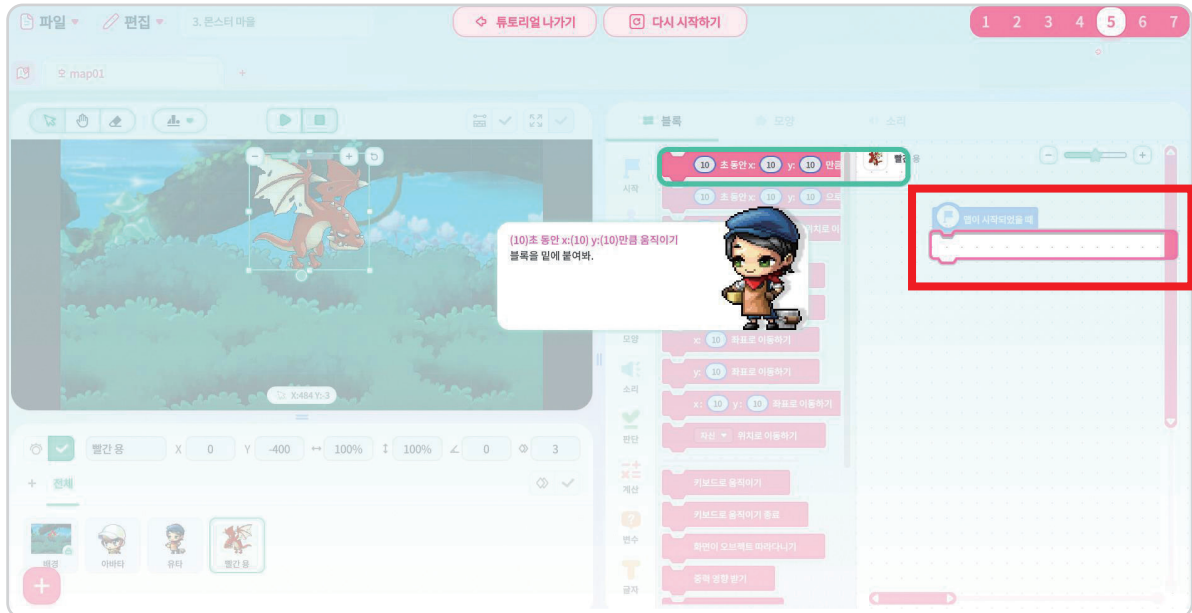 파일
편집
3. 몬스터 마을
튜토리얼 나가기
다시 시작하기
1 2 3 4 5 6 7
map01
+
블록
모양
소리
10 초 동안 x: 10 y: 10 만큼
빨간 용
시작
10 초 동안 x: 10 y: 10
맵이 시작되었을 때
(10)초 동안 x:(10) y:(10)만큼 움직이기
블록을 밑에 붙여봐.
모양
x: 10 좌표로 이동하기
소리
y: 10 좌표로 이동하기
X:484 Y:-3
x: 10 y: 10 좌표로 이동하기
판단
자신 위치로 이동하기
빨간 용 X 0 Y -400 100% 100% 0 3
+ 전체
계산
키보드로 움직이기
키보드로 움직이기 종료
변수
화면이 오브젝트 따라다니기
배경
아바타
유타
빨간 용
중력 영향 받기
글자